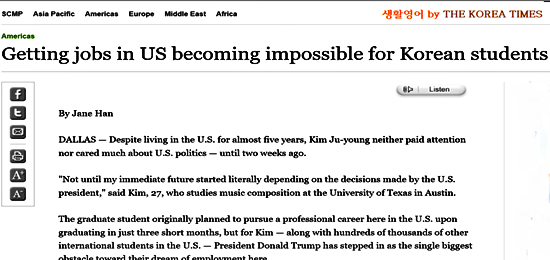 SCMP Asia Pacific Americas Europe Middle East Africa
생활영어 by THE KOREA TIMES
Americas
Getting jobs in US becoming impossible for Korean students
Listen
By Jane Han
DALLAS — Despite living in the U.S. for almost five years, Kim Ju-young neither paid attention
nor cared much about U.S. politics — until two weeks ago.
"Not until my immediate future started literally depending on the decisions made by the U.S.
president," said Kim, 27, who studies music composition at the University of Texas in Austin.
The graduate student originally planned to pursue a professional career here in the U.S. upon
graduating in just three short months, but for Kim — along with hundreds of thousands of other
international students in the U.S. — President Donald Trump has stepped in as the single biggest
obstacle toward their dream of employment here.
f
t
A+
A-